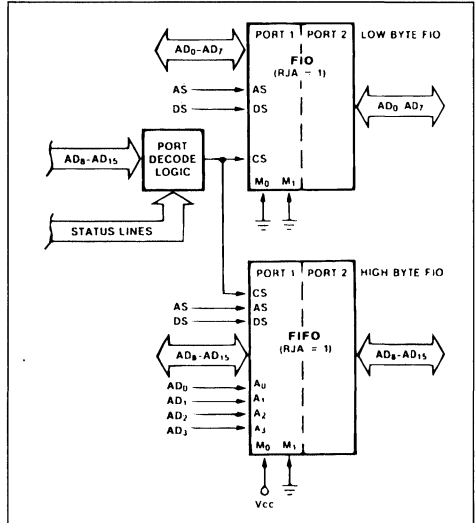 PORT 1 PORT 2 LOW BYTE FIO
AD0-AD7
FIO
(RJA = 1)
AS AS
DS DS
AD0 AD7
PORT
DECODE
LOGIC
AD8-AD15
CS
M0 M1
STATUS LINES
PORT 1 PORT 2 HIGH BYTE FIO
CS
AS AS
DS DS
FIFO
(RJA = 1)
AD8-AD15
AD8-AD15
AD0 A0
AD1 A1
AD2 A2
AD3 A3
M0 M1
Vcc